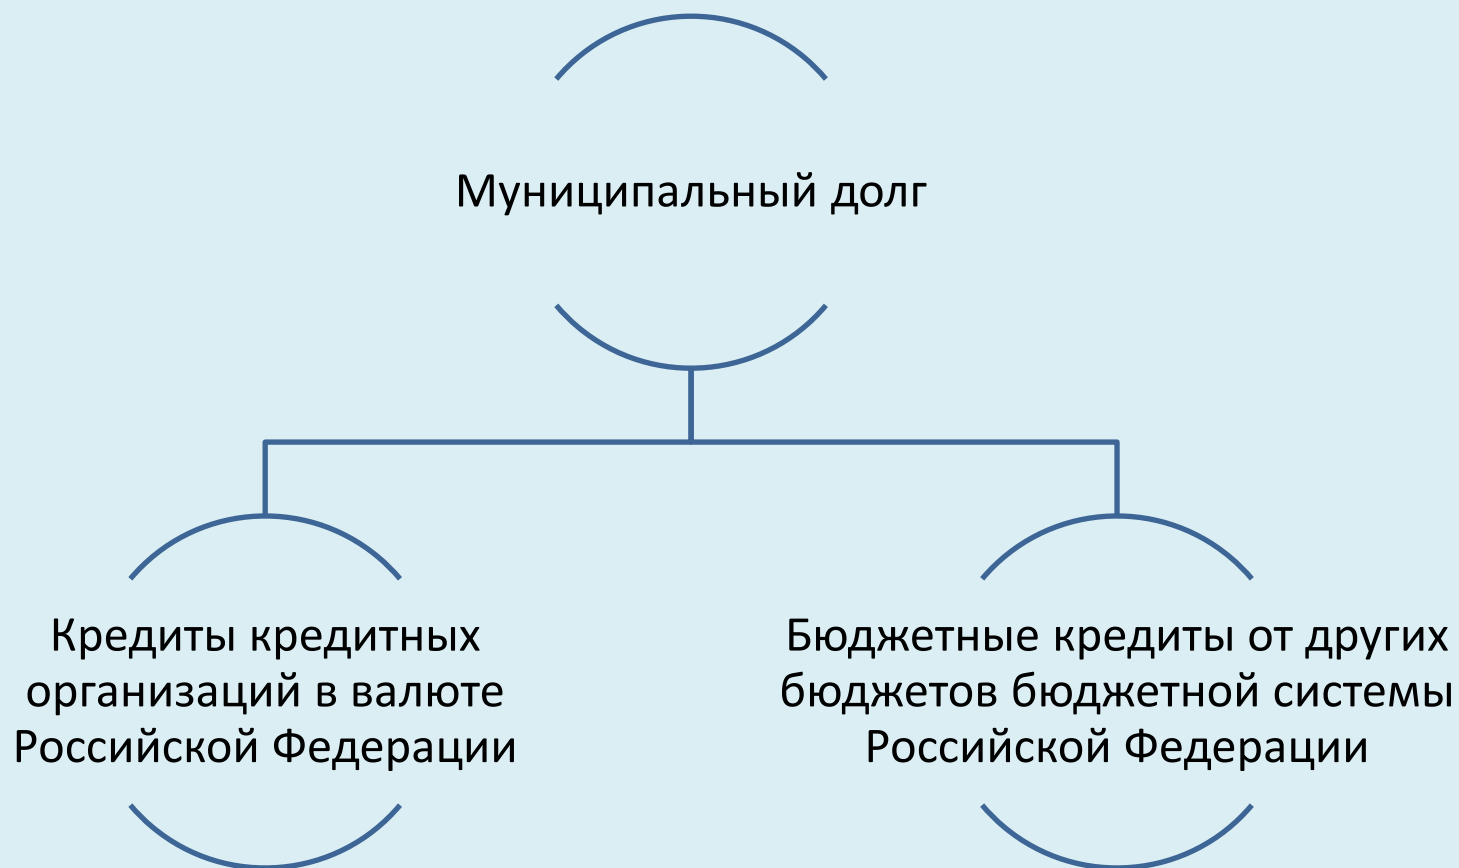 Муниципальный долг
Кредиты кредитных
организаций в валюте
Российской Федерации
Бюджетные кредиты от других
бюджетов бюджетной системы
Российской Федерации